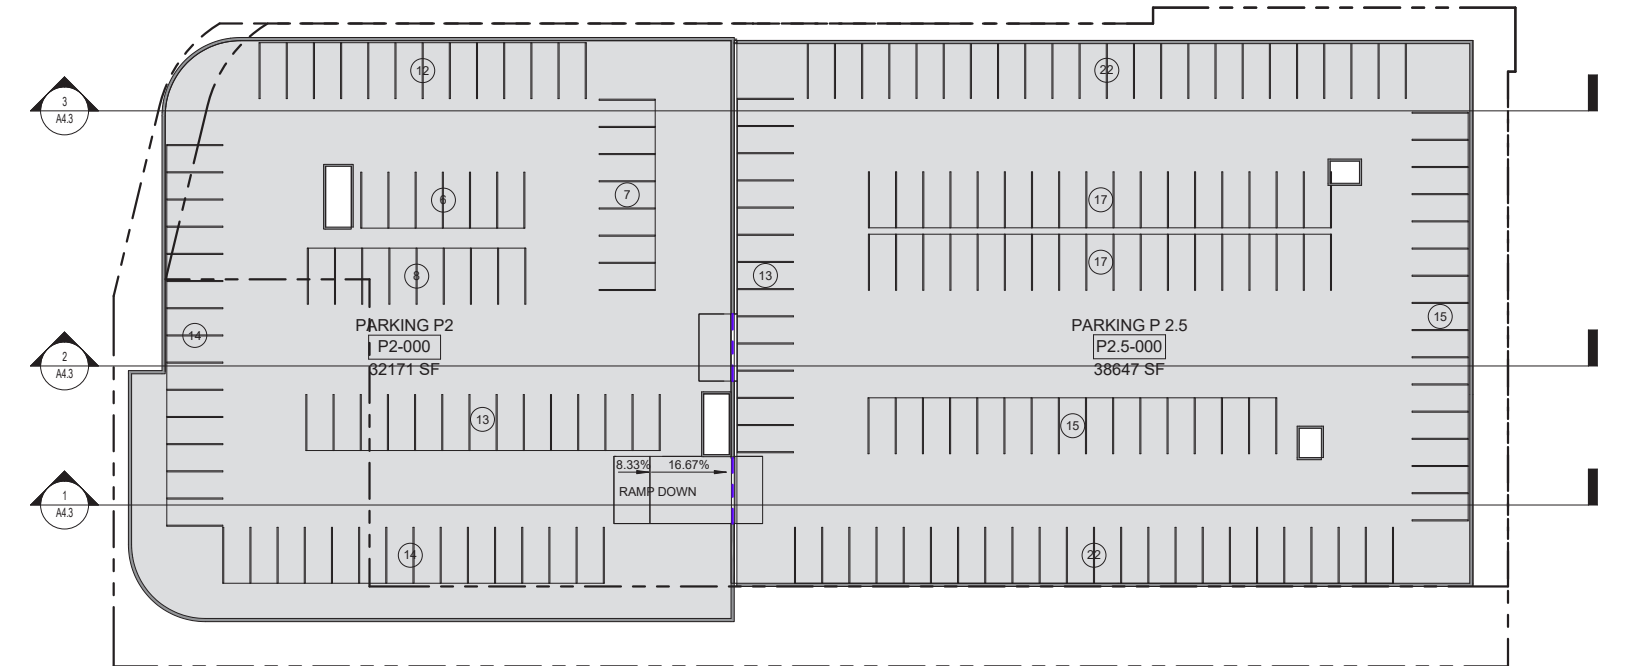 12
22
3
A4.3
6
7
17
8
13
17
14
15
PARKING P2
P2-000
32171 SF
PARKING P 2.5
P2.5-000
38647 SF
2
A4.3
13
15
8.33% 16.67%
RAMP DOWN
1
A4.3
14
22